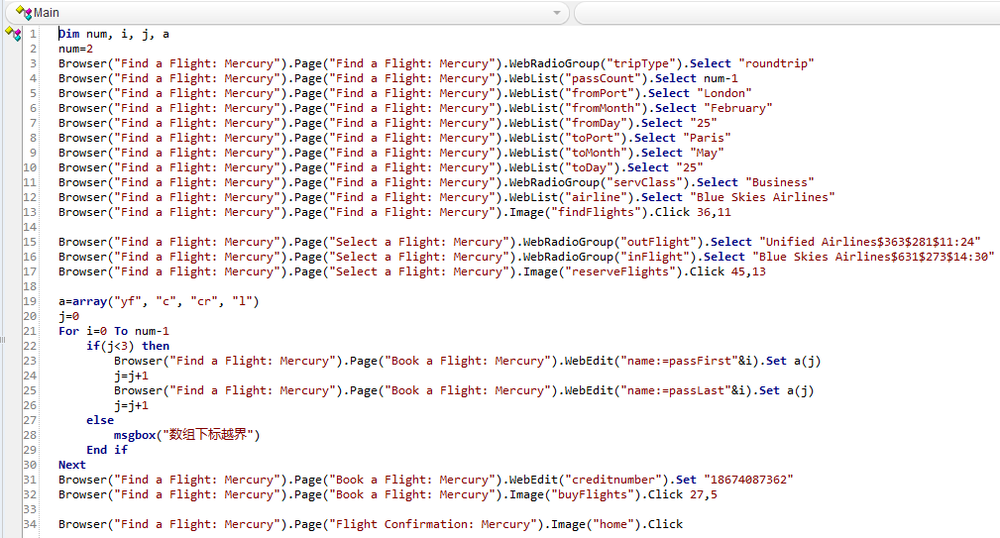 Main
1 Dim num, i, j, a
2 num=2
3 Browser("Find a Flight: Mercury").Page("Find a Flight: Mercury").WebRadioGroup("tripType").Select "roundtrip"
4 Browser("Find a Flight: Mercury").Page("Find a Flight: Mercury").WebList("passCount").Select num-1
5 Browser("Find a Flight: Mercury").Page("Find a Flight: Mercury").WebList("fromPort").Select "London"
6 Browser("Find a Flight: Mercury").Page("Find a Flight: Mercury").WebList("fromMonth").Select "February"
7 Browser("Find a Flight: Mercury").Page("Find a Flight: Mercury").WebList("fromDay").Select "25"
8 Browser("Find a Flight: Mercury").Page("Find a Flight: Mercury").WebList("toPort").Select "Paris"
9 Browser("Find a Flight: Mercury").Page("Find a Flight: Mercury").WebList("toMonth").Select "May"
10 Browser("Find a Flight: Mercury").Page("Find a Flight: Mercury").WebList("toDay").Select "25"
11 Browser("Find a Flight: Mercury").Page("Find a Flight: Mercury").WebRadioGroup("servClass").Select "Business"
12 Browser("Find a Flight: Mercury").Page("Find a Flight: Mercury").WebList("airline").Select "Blue Skies Airlines"
13 Browser("Find a Flight: Mercury").Page("Find a Flight: Mercury").Image("findFlights").Click 36,11
14
15 Browser("Find a Flight: Mercury").Page("Select a Flight: Mercury").WebRadioGroup("outFlight").Select "Unified Airlines$363$281$11:24"
16 Browser("Find a Flight: Mercury").Page("Select a Flight: Mercury").WebRadioGroup("inFlight").Select "Blue Skies Airlines$631$273$14:30"
17 Browser("Find a Flight: Mercury").Page("Select a Flight: Mercury").Image("reserveFlights").Click 45,13
18
19 a=array("yf", "c", "cr", "l")
20 j=0
21 For i=0 To num-1
22 if(j<3) then
23 Browser("Find a Flight: Mercury").Page("Book a Flight: Mercury").WebEdit("name:=passFirst"&i).Set a(j)
24 j=j+1
25 Browser("Find a Flight: Mercury").Page("Book a Flight: Mercury").WebEdit("name:=passLast"&i).Set a(j)
26 j=j+1
27 else
28 msgbox("数组下标越界")
29 End if
30 Next
31 Browser("Find a Flight: Mercury").Page("Book a Flight: Mercury").WebEdit("creditnumber").Set "18674087362"
32 Browser("Find a Flight: Mercury").Page("Book a Flight: Mercury").Image("buyFlights").Click 27,5
33
34 Browser("Find a Flight: Mercury").Page("Flight Confirmation: Mercury").Image("home").Click